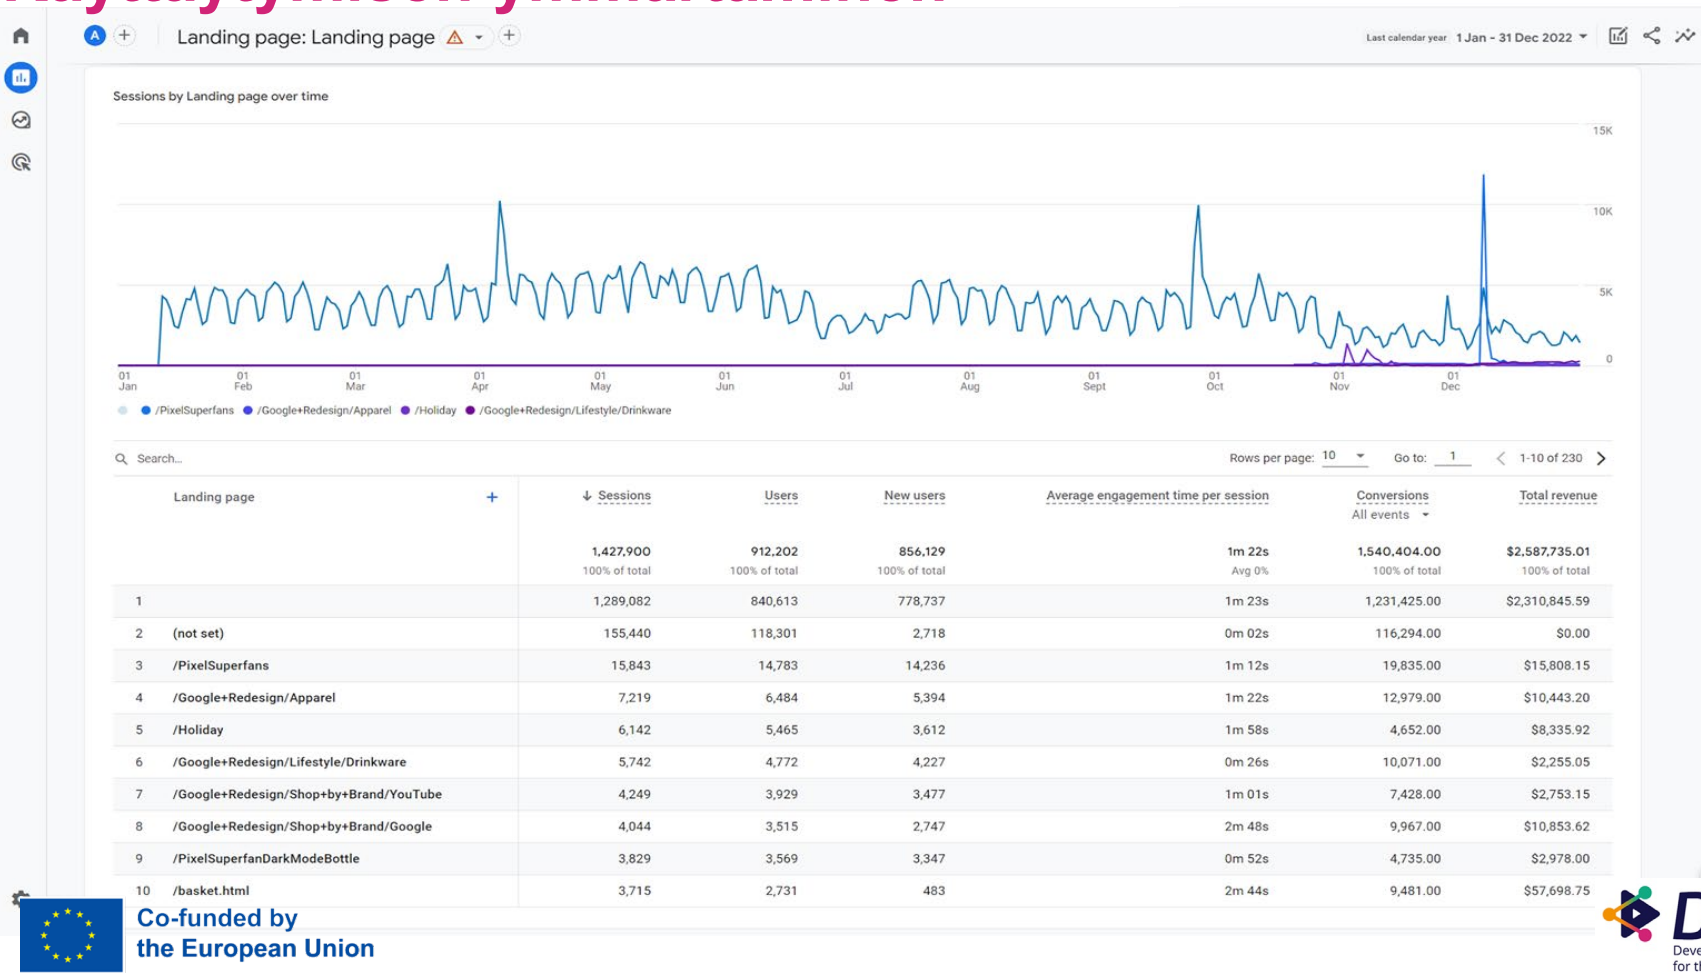 A
Landing page: Landing page
Last calendar year 1 Jan - 31 Dec 2022
Sessions by Landing page over time
15K
10K
5K
0
01 Jan
01 Feb
01 Mar
01 Apr
01 May
01 Jun
01 Jul
01 Aug
01 Sept
01 Oct
01 Nov
01 Dec
/PixelSuperfans /Google+Redesign/Apparel /Holiday /Google+Redesign/Lifestyle/Drinkware
Search... Rows per page: 10 Go to: 1 1-10 of 230
Landing page + Sessions Users New users Average engagement time per session Conversions Total revenue
All events
1,427,900 912,202 856,129 1m 22s 1,540,404.00 $2,587,735.01
100% of total 100% of total 100% of total Avg 0% 100% of total 100% of total
1 1,289,082 840,613 778,737 1m 23s 1,231,425.00 $2,310,845.59
2 (not set) 155,440 118,301 2,718 0m 02s 116,294.00 $0.00
3 /PixelSuperfans 15,843 14,783 14,236 1m 12s 19,835.00 $15,808.15
4 /Google+Redesign/Apparel 7,219 6,484 5,394 1m 22s 12,979.00 $10,443.20
5 /Holiday 6,142 5,465 3,612 1m 58s 4,652.00 $8,335.92
6 /Google+Redesign/Lifestyle/Drinkware 5,742 4,772 4,227 0m 26s 10,071.00 $2,255.05
7 /Google+Redesign/Shop+by+Brand/YouTube 4,249 3,929 3,477 1m 01s 7,428.00 $2,753.15
8 /Google+Redesign/Shop+by+Brand/Google 4,044 3,515 2,747 2m 48s 9,967.00 $10,853.62
9 /PixelSuperfanDarkModeBottle 3,829 3,569 3,347 0m 52s 4,735.00 $2,978.00
10 /basket.html 3,715 2,731 483 2m 44s 9,481.00 $57,698.75
Co-funded by
the European Union